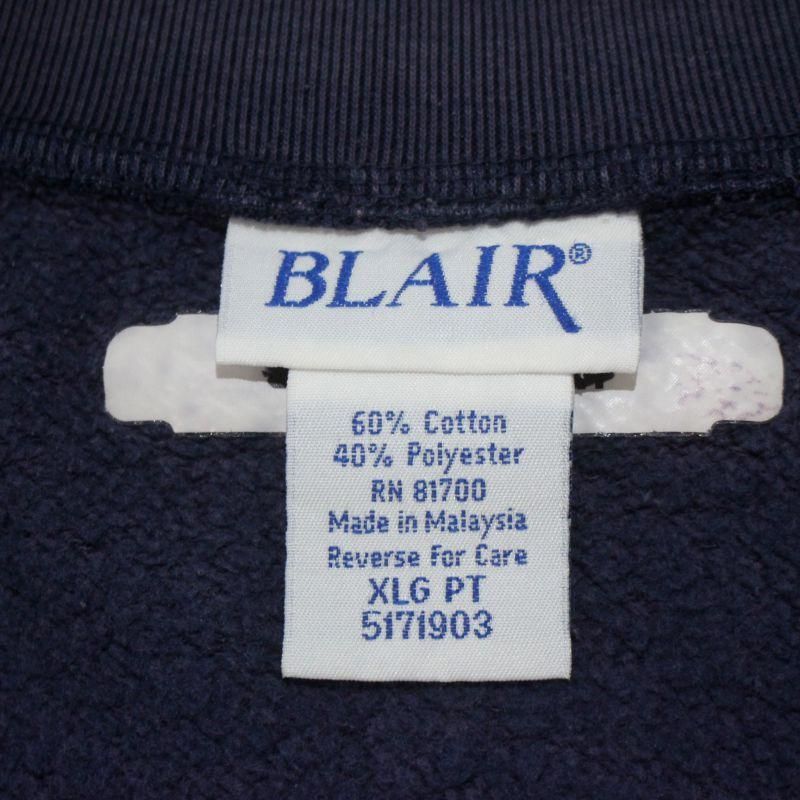 BLAIR®
60% Cotton
40% Polyester
RN 81700
Made in Malaysia
Reverse For Care
XLG PT
5171903